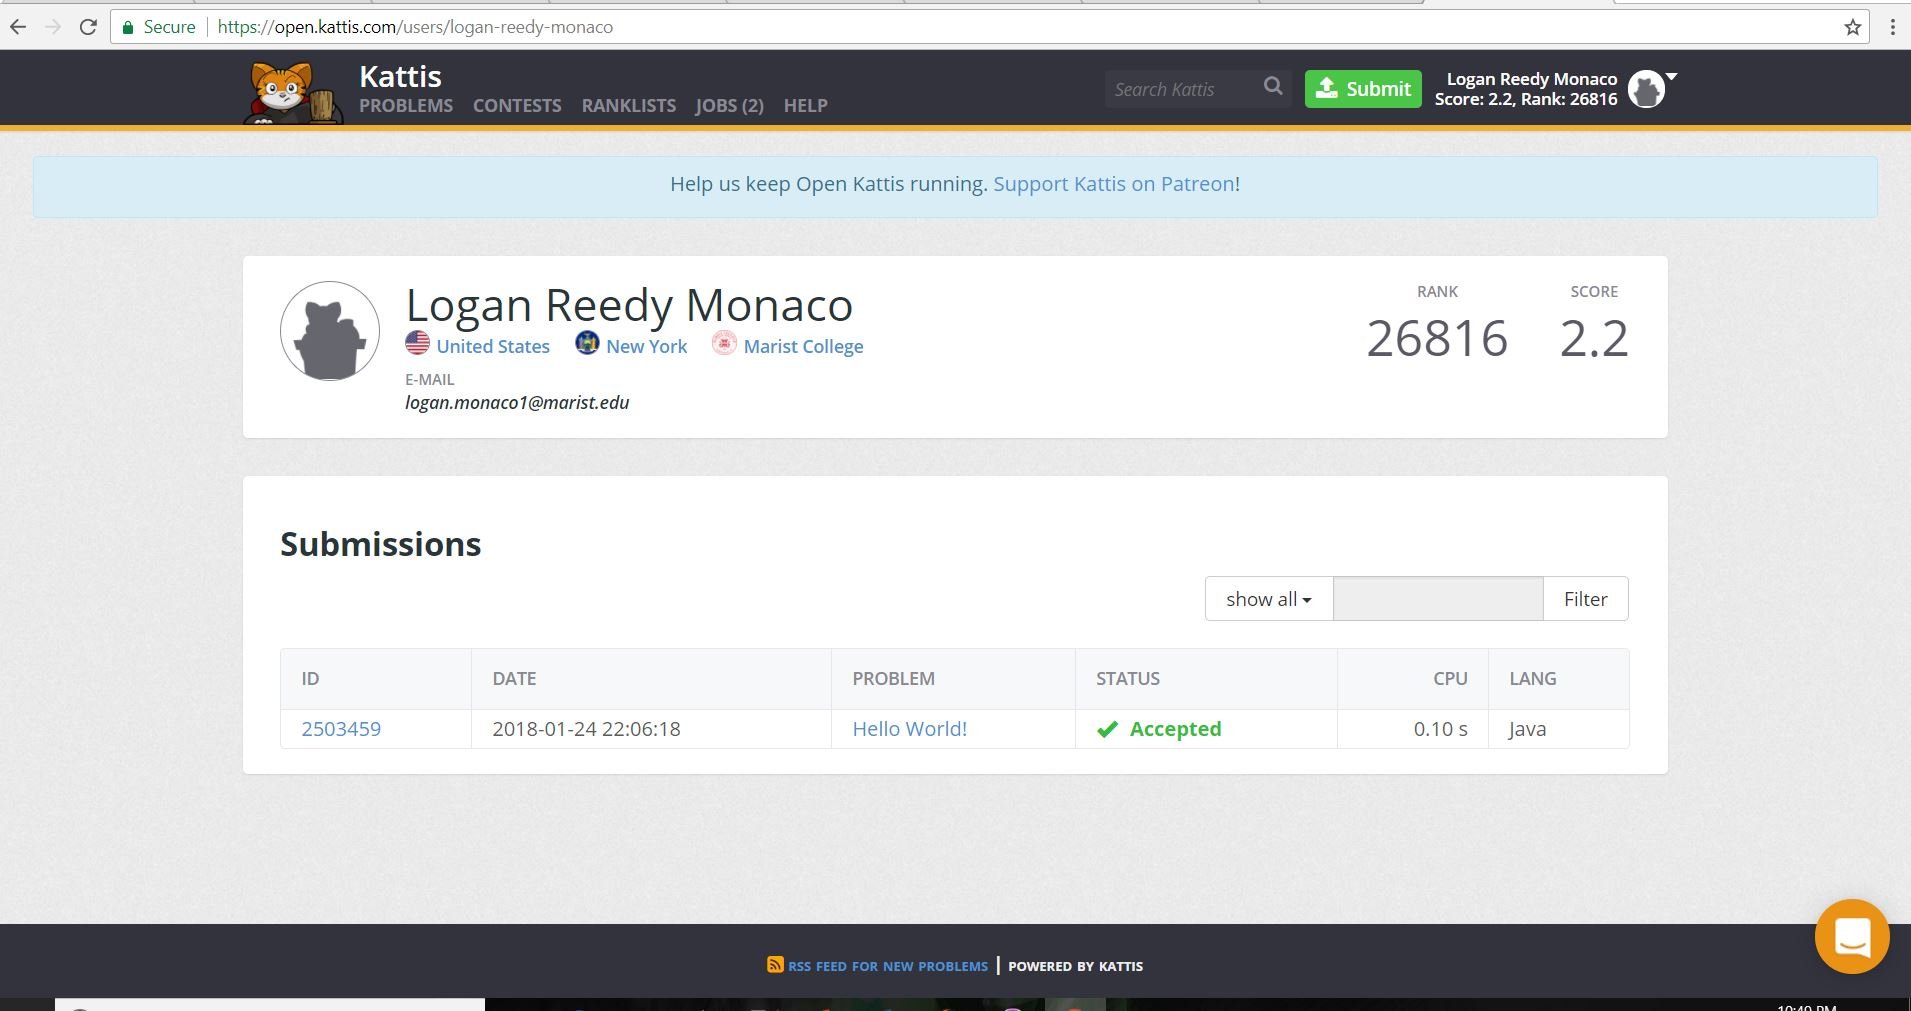 Secure https://open.kattis.com/users/logan-reedy-monaco
Kattis
PROBLEMS CONTESTS RANKLISTS JOBS (2) HELP
Search Kattis
Submit
Logan Reedy Monaco
Score: 2.2, Rank: 26816
Help us keep Open Kattis running. Support Kattis on Patreon!
Logan Reedy Monaco
United States New York Marist College
E-MAIL
logan.monaco1@marist.edu
RANK SCORE
26816 2.2
Submissions
show all Filter
ID DATE PROBLEM STATUS CPU LANG
2503459 2018-01-24 22:06:18 Hello World! Accepted 0.10 s Java
RSS FEED FOR NEW PROBLEMS | POWERED BY KATTIS
10:49 PM